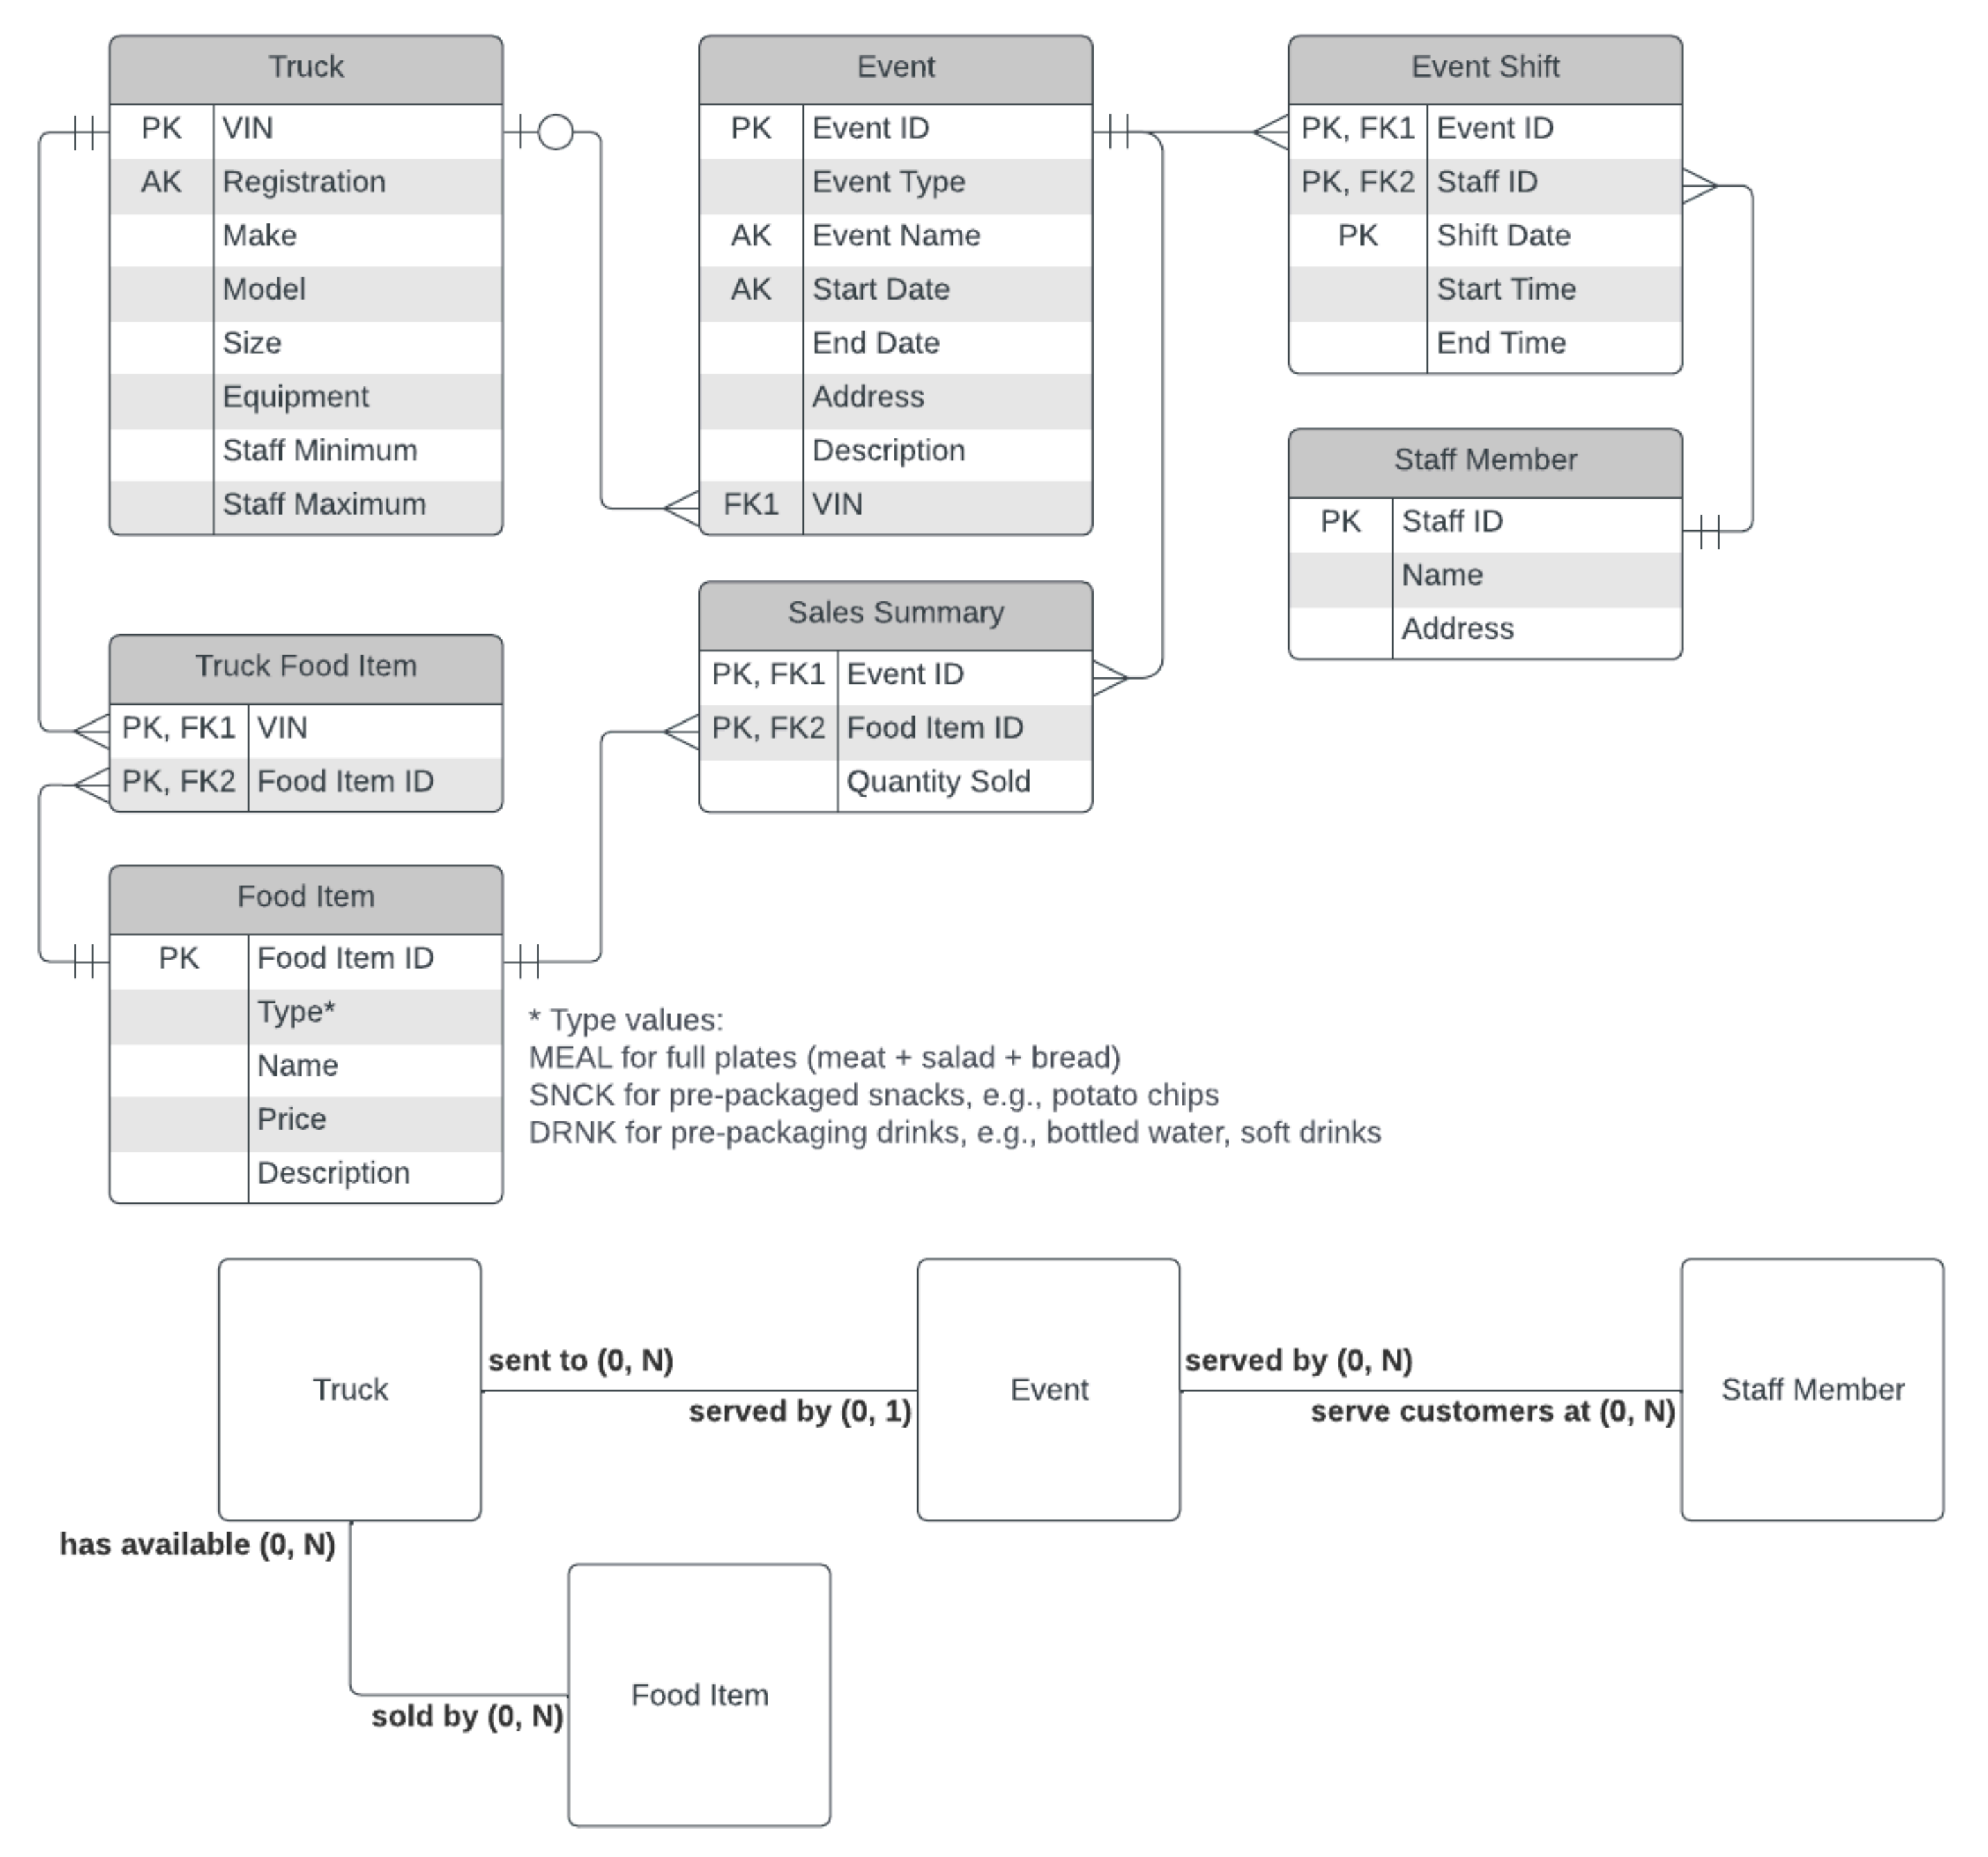 Truck
PK VIN
AK Registration
Make
Model
Size
Equipment
Staff Minimum
Staff Maximum
Event
PK Event ID
Event Type
AK Event Name
AK Start Date
End Date
Address
Description
FK1 VIN
Event Shift
PK, FK1 Event ID
PK, FK2 Staff ID
PK Shift Date
Start Time
End Time
Staff Member
PK Staff ID
Name
Address
Truck Food Item
PK, FK1 VIN
PK, FK2 Food Item ID
Sales Summary
PK, FK1 Event ID
PK, FK2 Food Item ID
Quantity Sold
Food Item
PK Food Item ID
Type*
Name
Price
Description
* Type values:
MEAL for full plates (meat + salad + bread)
SNCK for pre-packaged snacks, e.g., potato chips
DRNK for pre-packaging drinks, e.g., bottled water, soft drinks
Truck
sent to (0, N)
served by (0, 1)
Event
served by (0, N)
serve customers at (0, N)
Staff Member
has available (0, N)
sold by (0, N)
Food Item